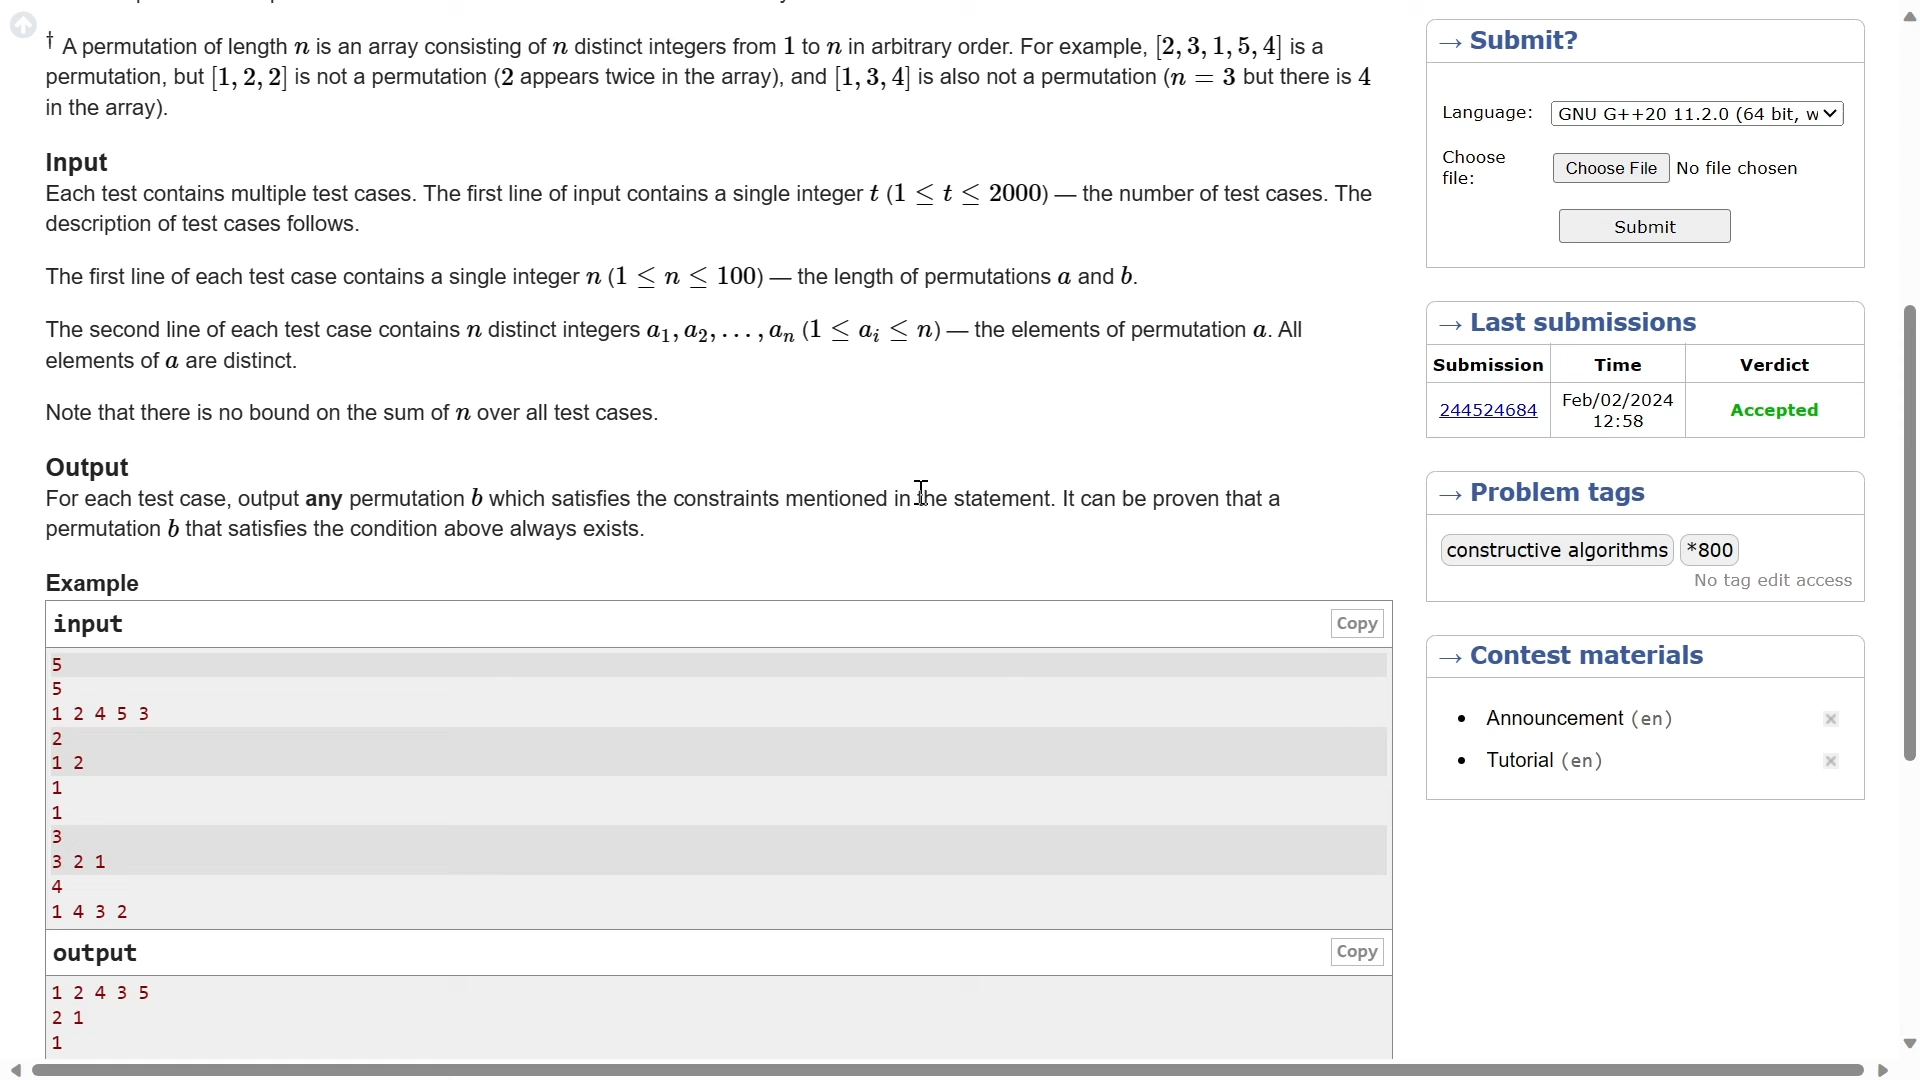 † A permutation of length n is an array consisting of n distinct integers from 1 to n in arbitrary order. For example, [2, 3, 1, 5, 4] is a
permutation, but [1, 2, 2] is not a permutation (2 appears twice in the array), and [1, 3, 4] is also not a permutation (n = 3 but there is 4
in the array).
Input
Each test contains multiple test cases. The first line of input contains a single integer t (1 ≤ t ≤ 2000) — the number of test cases. The
description of test cases follows.
The first line of each test case contains a single integer n (1 ≤ n ≤ 100) — the length of permutations a and b.
The second line of each test case contains n distinct integers a₁, a₂, ..., aₙ (1 ≤ aᵢ ≤ n) — the elements of permutation a. All
elements of a are distinct.
Note that there is no bound on the sum of n over all test cases.
Output
For each test case, output any permutation b which satisfies the constraints mentioned in the statement. It can be proven that a
permutation b that satisfies the condition above always exists.
Example
input
Copy
5
5
1 2 4 5 3
2
1 2
1
1
3
3 2 1
4
1 4 3 2
output
Copy
1 2 4 3 5
2 1
1
→ Submit?
Language: GNU G++20 11.2.0 (64 bit, w
Choose
file: Choose File No file chosen
Submit
→ Last submissions
Submission Time Verdict
244524684 Feb/02/2024 Accepted
12:58
→ Problem tags
constructive algorithms *800
No tag edit access
→ Contest materials
• Announcement (en)
• Tutorial (en)